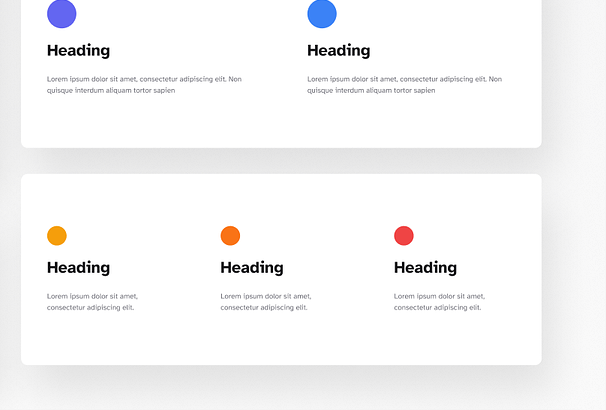 Heading
Heading
Lorem ipsum dolor sit amet, consectetur adipiscing elit. Non
quisque interdum aliquam tortor sapien
Lorem ipsum dolor sit amet, consectetur adipiscing elit. Non
quisque interdum aliquam tortor sapien
Heading
Heading
Heading
Lorem ipsum dolor sit amet,
consectetur adipiscing elit.
Lorem ipsum dolor sit amet,
consectetur adipiscing elit.
Lorem ipsum dolor sit amet,
consectetur adipiscing elit.